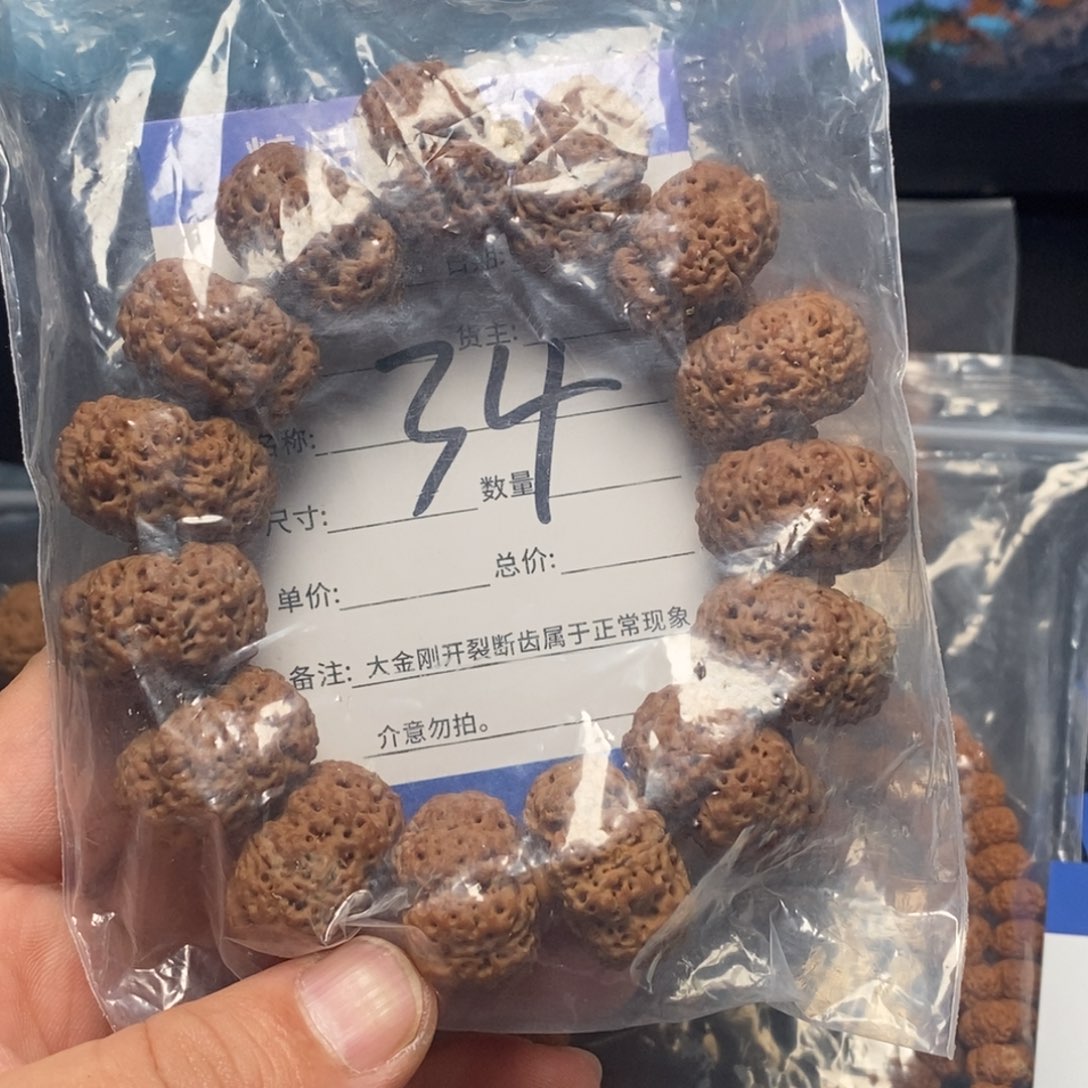 货主:
34
名称:
尺寸: 数量
单价: 总价:
备注: 大金刚开裂断齿属于正常现象
介意勿拍。